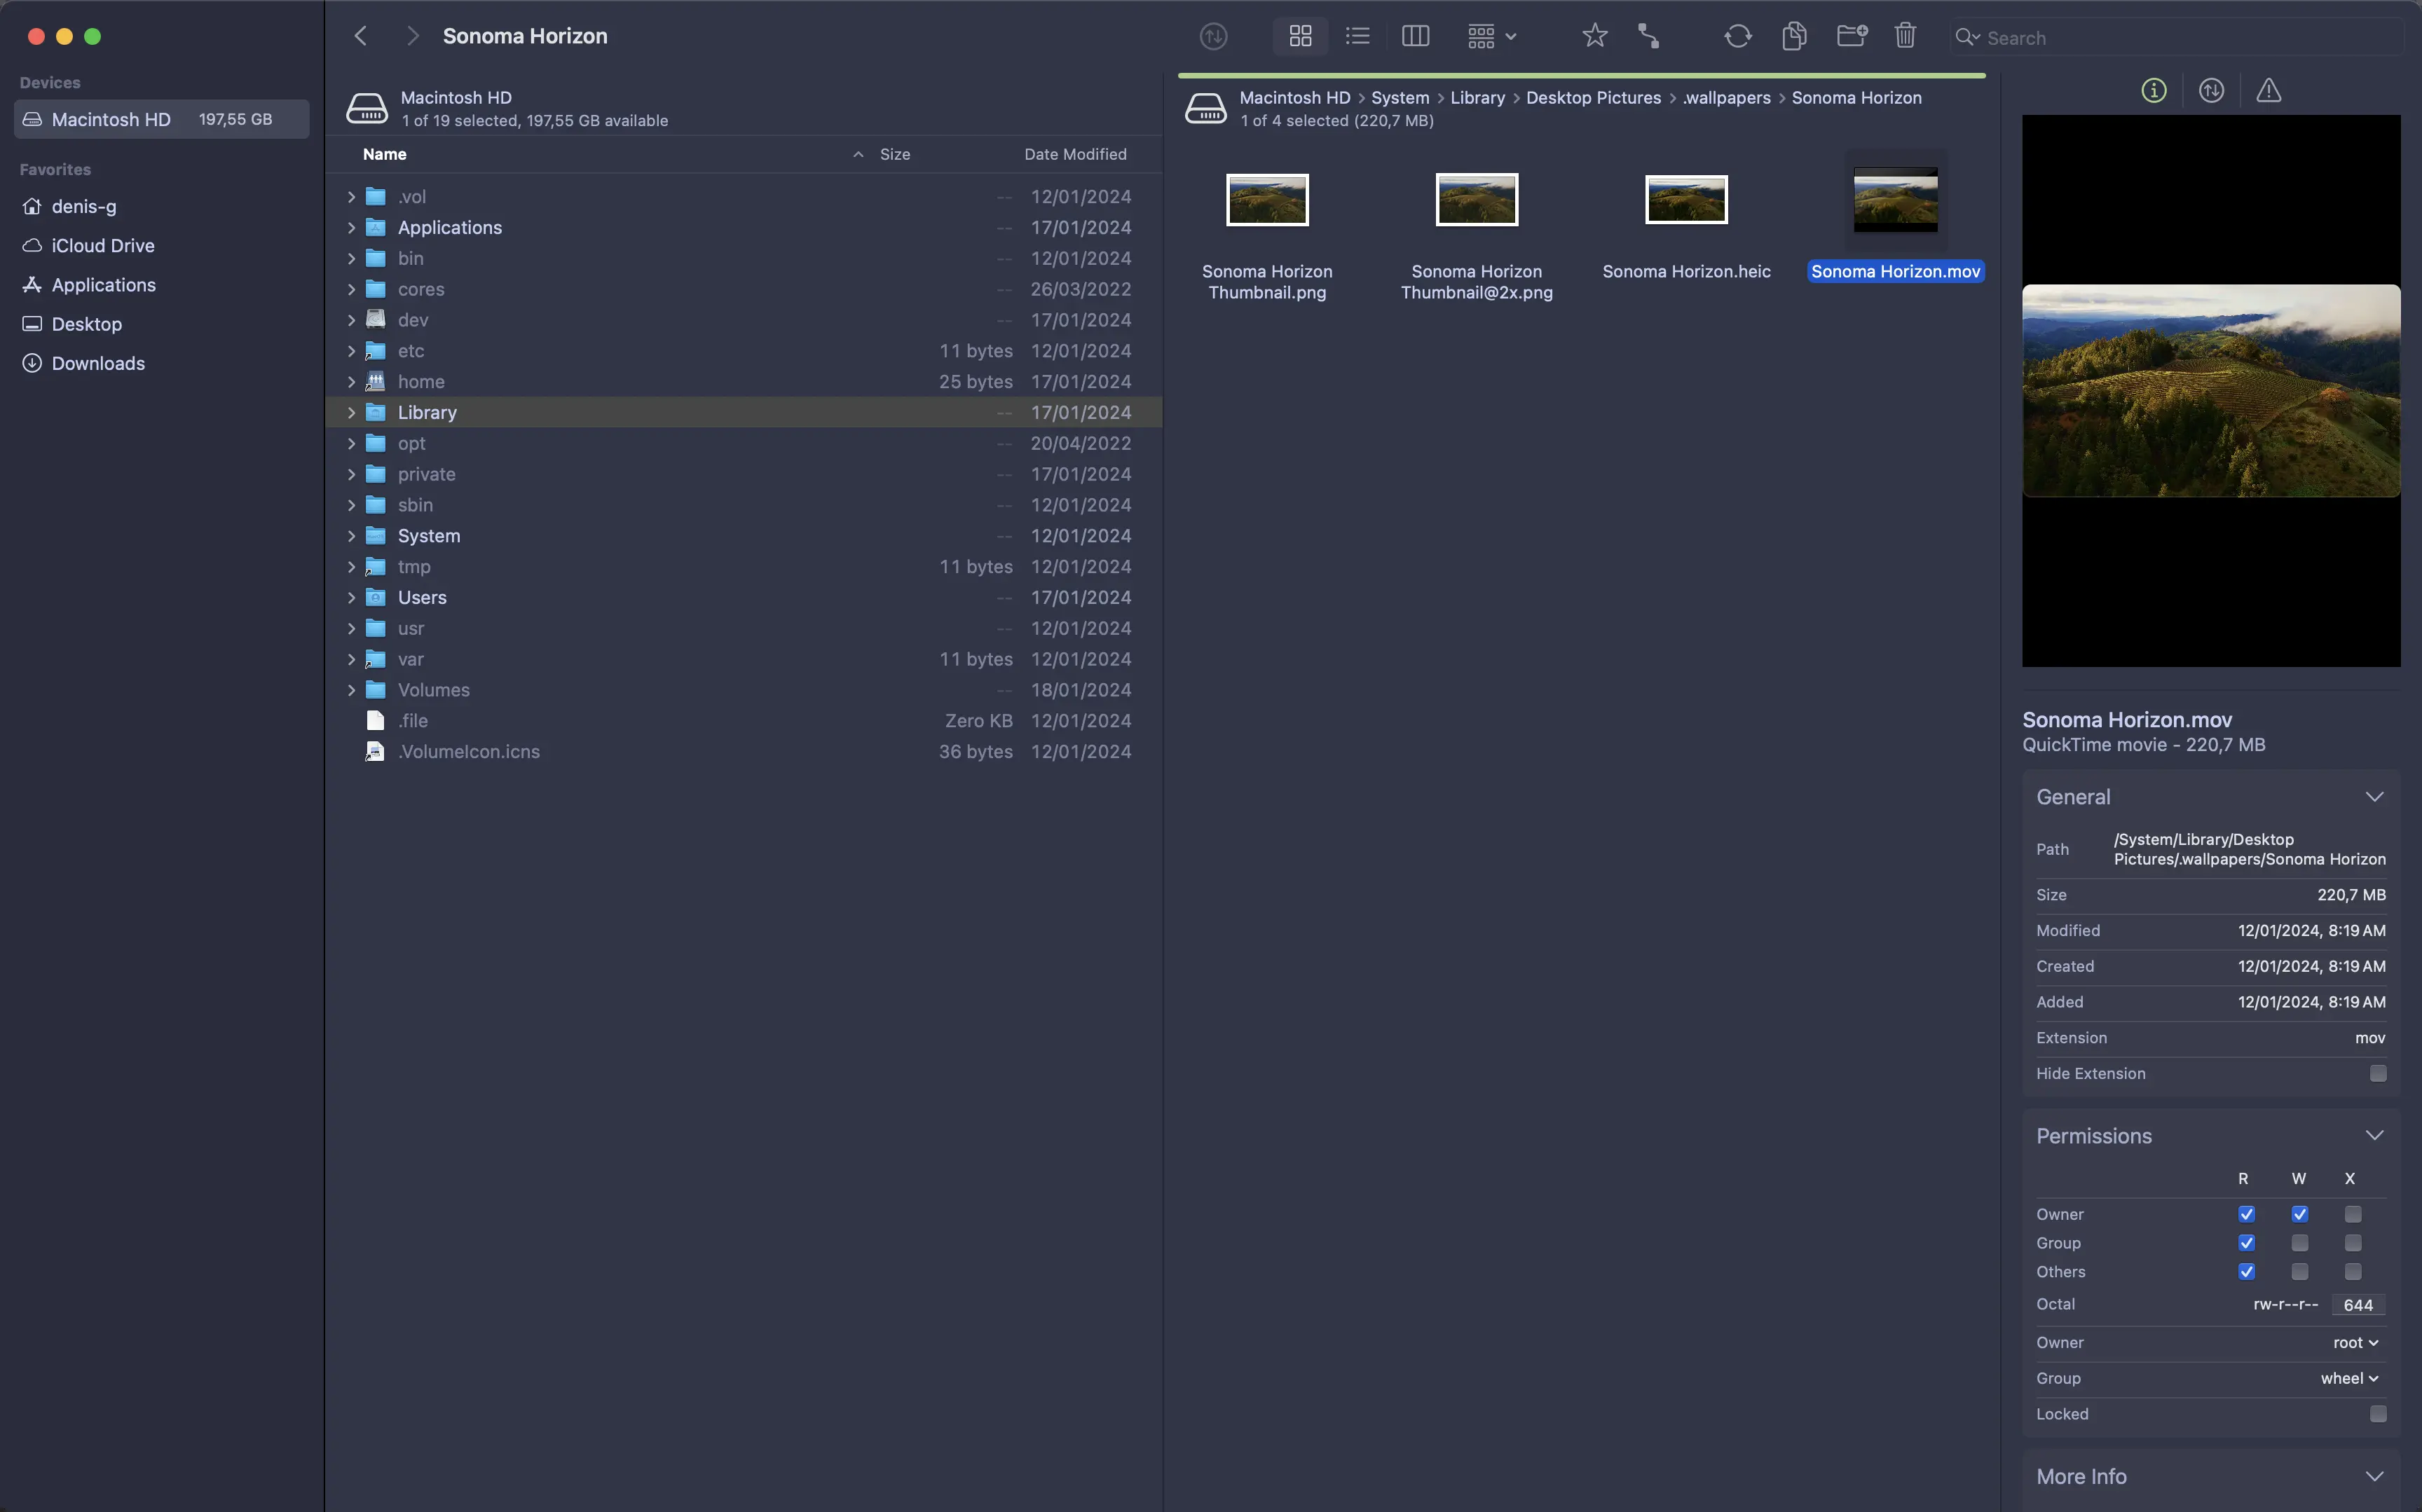 Devices
Macintosh HD 197,55 GB
Favorites
denis-g
iCloud Drive
Applications
Desktop
Downloads
Sonoma Horizon
Search
Macintosh HD
1 of 19 selected, 197,55 GB available
Name Size Date Modified
.vol -- 12/01/2024
Applications -- 17/01/2024
bin -- 12/01/2024
cores -- 26/03/2022
dev -- 17/01/2024
etc 11 bytes 12/01/2024
home 25 bytes 17/01/2024
Library -- 17/01/2024
opt -- 20/04/2022
private -- 17/01/2024
sbin -- 12/01/2024
System -- 12/01/2024
tmp 11 bytes 12/01/2024
Users -- 17/01/2024
usr -- 12/01/2024
var 11 bytes 12/01/2024
Volumes -- 18/01/2024
.file Zero KB 12/01/2024
.VolumeIcon.icns 36 bytes 12/01/2024
Macintosh HD › System › Library › Desktop Pictures › .wallpapers › Sonoma Horizon
1 of 4 selected (220,7 MB)
Sonoma Horizon
Thumbnail.png
Sonoma Horizon
Thumbnail@2x.png
Sonoma Horizon.heic
Sonoma Horizon.mov
Sonoma Horizon.mov
QuickTime movie - 220,7 MB
General
Path /System/Library/Desktop
Pictures/.wallpapers/Sonoma Horizon
Size 220,7 MB
Modified 12/01/2024, 8:19 AM
Created 12/01/2024, 8:19 AM
Added 12/01/2024, 8:19 AM
Extension mov
Hide Extension
Permissions
R W X
Owner
Group
Others
Octal rw-r--r-- 644
Owner root
Group wheel
Locked
More Info